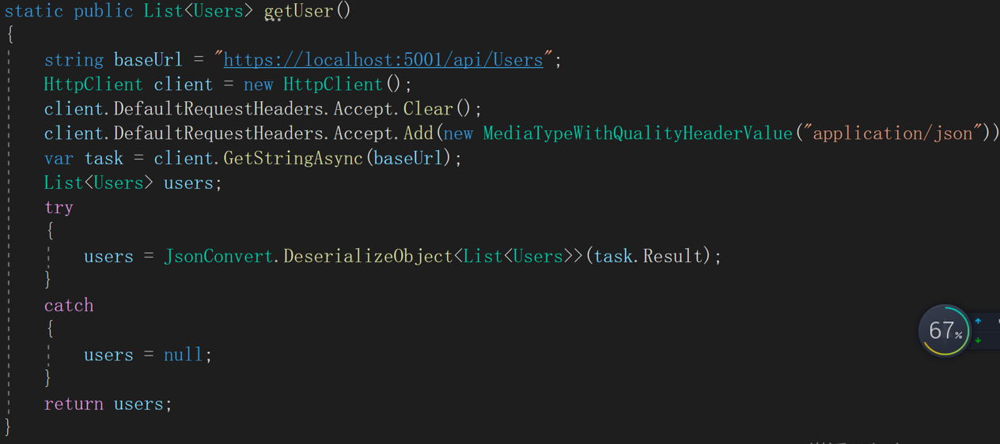 static public List<Users> getUser()
{
string baseUrl = "https://localhost:5001/api/Users";
HttpClient client = new HttpClient();
client.DefaultRequestHeaders.Accept.Clear();
client.DefaultRequestHeaders.Accept.Add(new MediaTypeWithQualityHeaderValue("application/json"))
var task = client.GetStringAsync(baseUrl);
List<Users> users;
try
{
users = JsonConvert.DeserializeObject<List<Users>>(task.Result);
}
catch
{
users = null;
}
return users;
}
67%